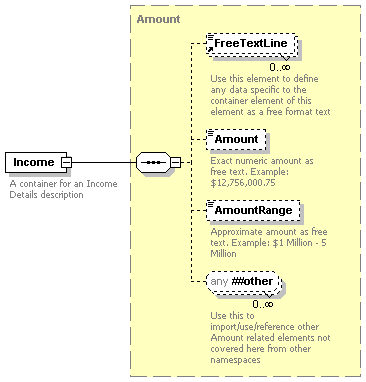 Amount
FreeTextLine
0..∞
Use this element to define
any data specific to the
container element of this
element as a free format text
Amount
Exact numeric amount as
free text. Example:
$12,756,000.75
Income
A container for an Income
Details description
AmountRange
Approximate amount as free
text. Example: $1 Million - 5
Million
any ##other
0..∞
Use this to
import/use/reference other
Amount related elements not
covered here from other
namespaces